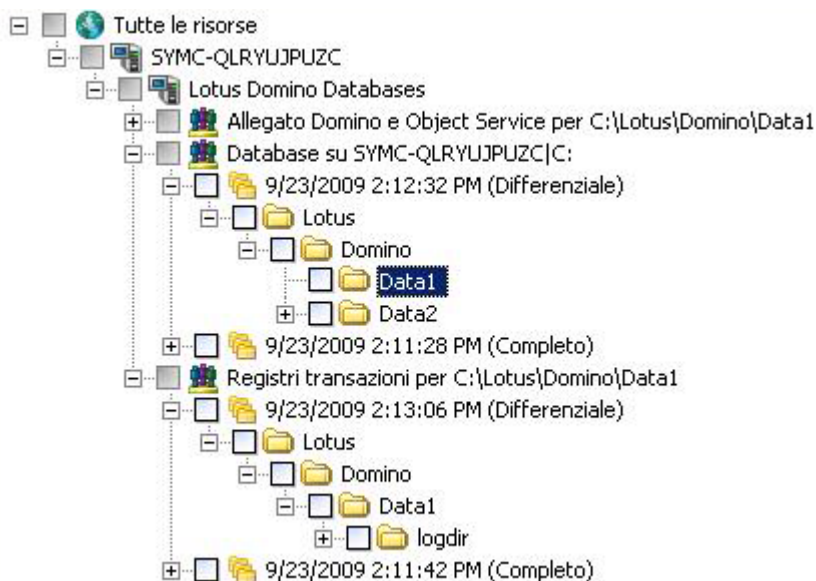 Tutte le risorse
SYMC-QLRYUJPUZC
Lotus Domino Databases
Allegato Domino e Object Service per C:\Lotus\Domino\Data1
Database su SYMC-QLRYUJPUZC|C:
9/23/2009 2:12:32 PM (Differenziale)
Lotus
Domino
Data1
Data2
9/23/2009 2:11:28 PM (Completo)
Registri transazioni per C:\Lotus\Domino\Data1
9/23/2009 2:13:06 PM (Differenziale)
Lotus
Domino
Data1
logdir
9/23/2009 2:11:42 PM (Completo)